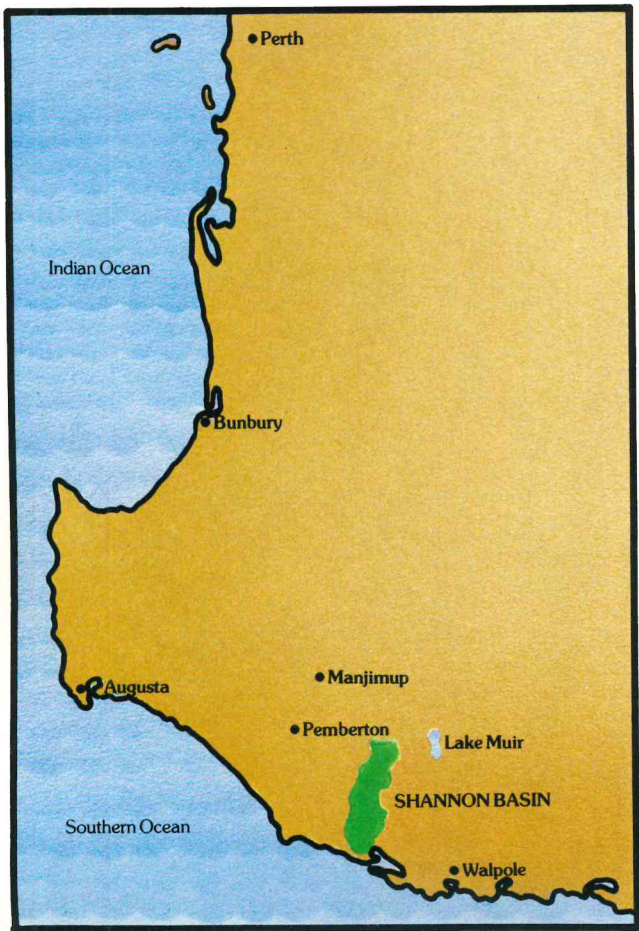 Perth
Indian Ocean
Bunbury
Manjimup
Augusta
Pemberton
Lake Muir
SHANNON BASIN
Southern Ocean
Walpole